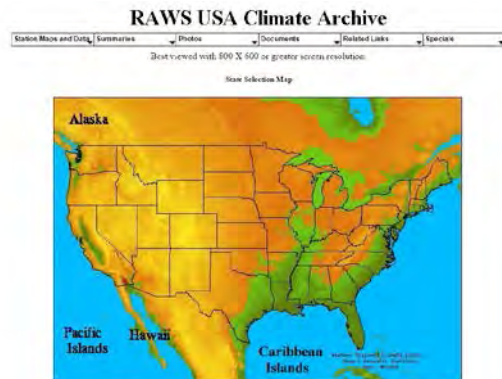 RAWS USA Climate Archive
Station Maps and Data Summaries Photos Documents Related Links Specials
Best viewed with 800 X 600 or greater screen resolution.
State Selection Map
Alaska
Pacific
Islands
Hawaii
Caribbean
Islands